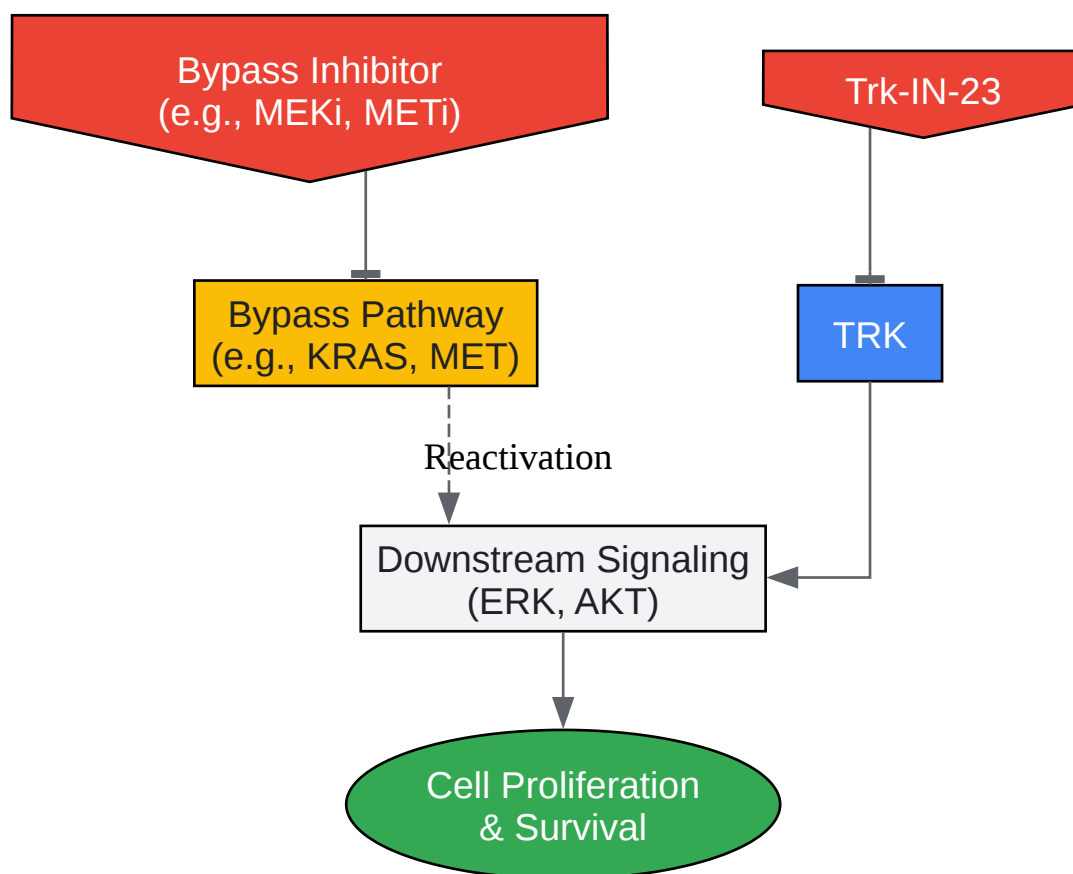 Bypass Inhibitor
(e.g., MEKi, METi)
Trk-IN-23
Bypass Pathway
(e.g., KRAS, MET)
TRK
Reactivation
Downstream Signaling
(ERK, AKT)
Cell Proliferation
& Survival